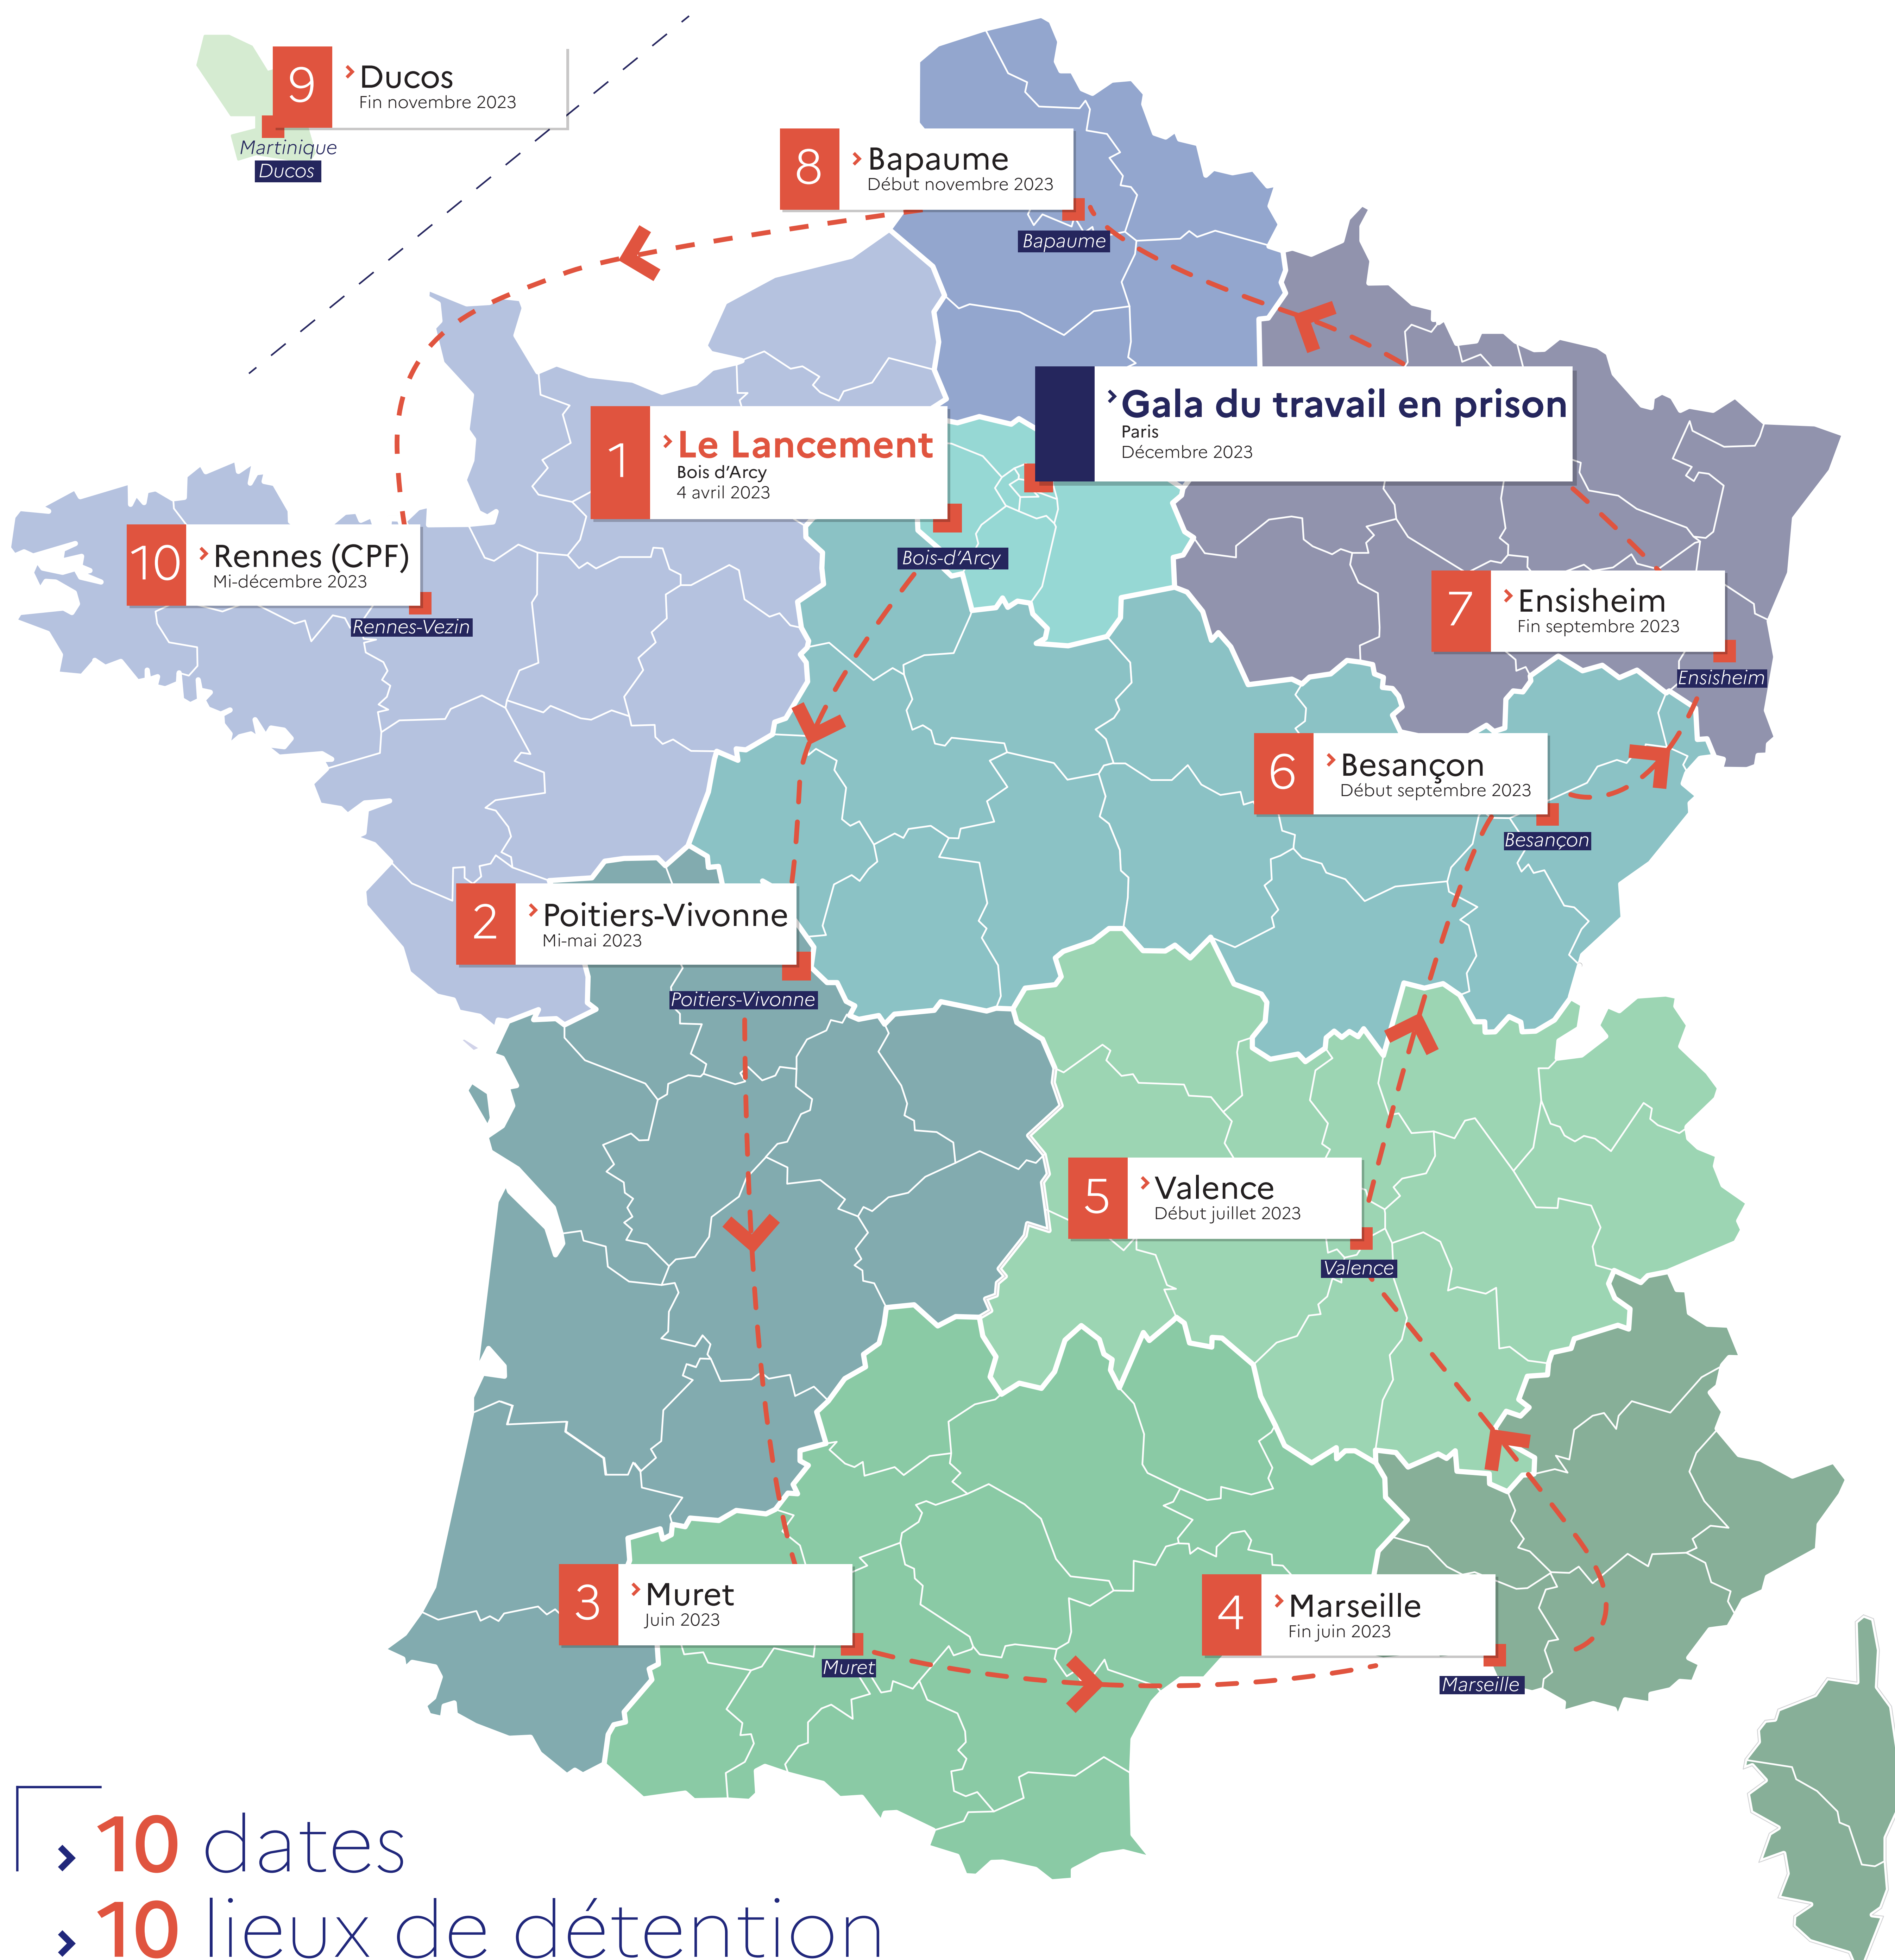 9
Ducos
Fin novembre 2023
Martinique
Ducos
8
Bapaume
Début novembre 2023
Bapaume
Gala du travail en prison
Paris
Décembre 2023
1
Le Lancement
Bois d'Arcy
4 avril 2023
Bois-d'Arcy
10
Rennes (CPF)
Mi-décembre 2023
Rennes-Vezin
7
Ensisheim
Fin septembre 2023
Ensisheim
6
Besançon
Début septembre 2023
Besançon
2
Poitiers-Vivonne
Mi-mai 2023
Poitiers-Vivonne
5
Valence
Début juillet 2023
Valence
3
Muret
Juin 2023
Muret
4
Marseille
Fin juin 2023
Marseille
10 dates
10 lieux de détention